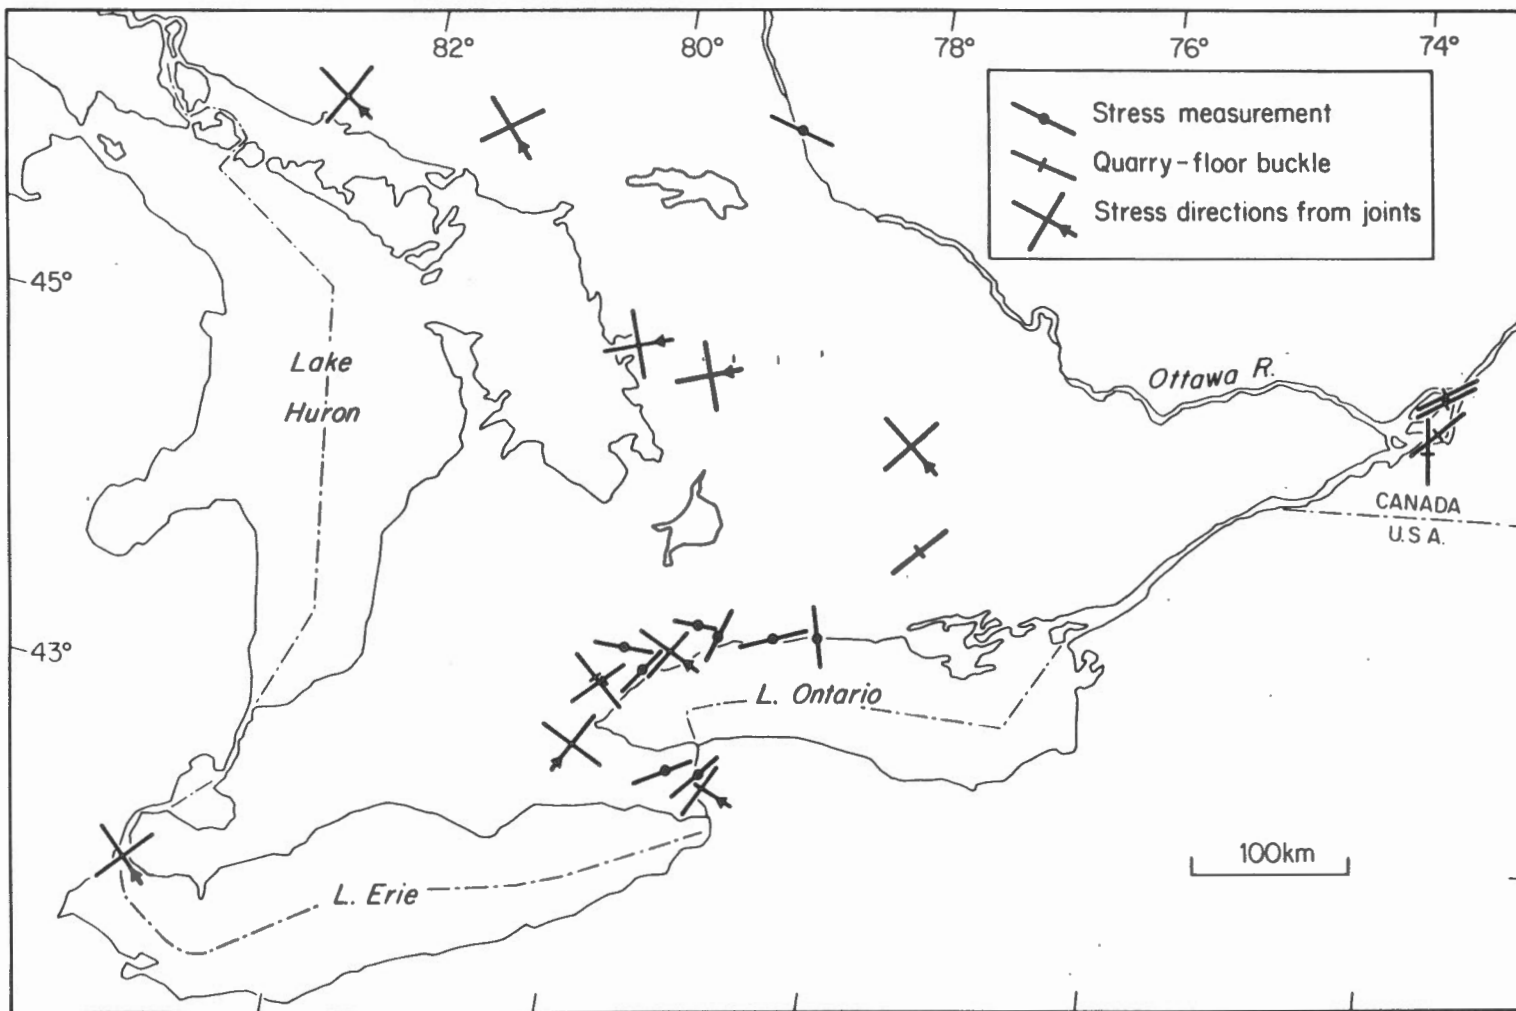 82°
80°
78°
76°
74°
Stress measurement
Quarry-floor buckle
Stress directions from joints
45°
Lake
Huron
Ottawa R.
CANADA
U.S.A.
43°
L. Ontario
100km
L. Erie